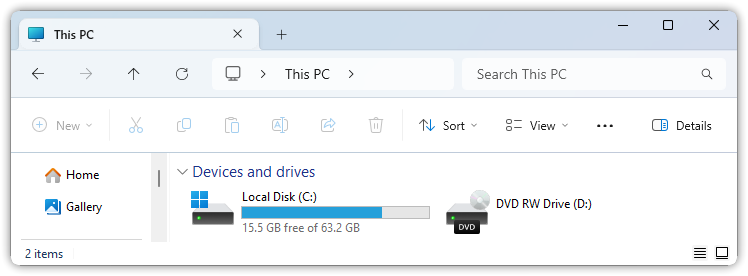 This PC
This PC
Search This PC
New
Sort
View
Details
Home
Gallery
Devices and drives
Local Disk (C:)
15.5 GB free of 63.2 GB
DVD
DVD RW Drive (D:)
2 items